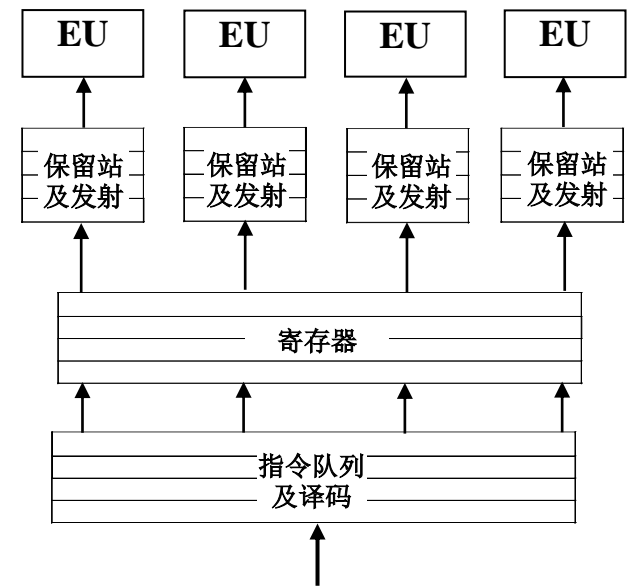 EU EU EU EU
保留站 保留站 保留站 保留站
及发射 及发射 及发射 及发射
寄存器
指令队列
及译码